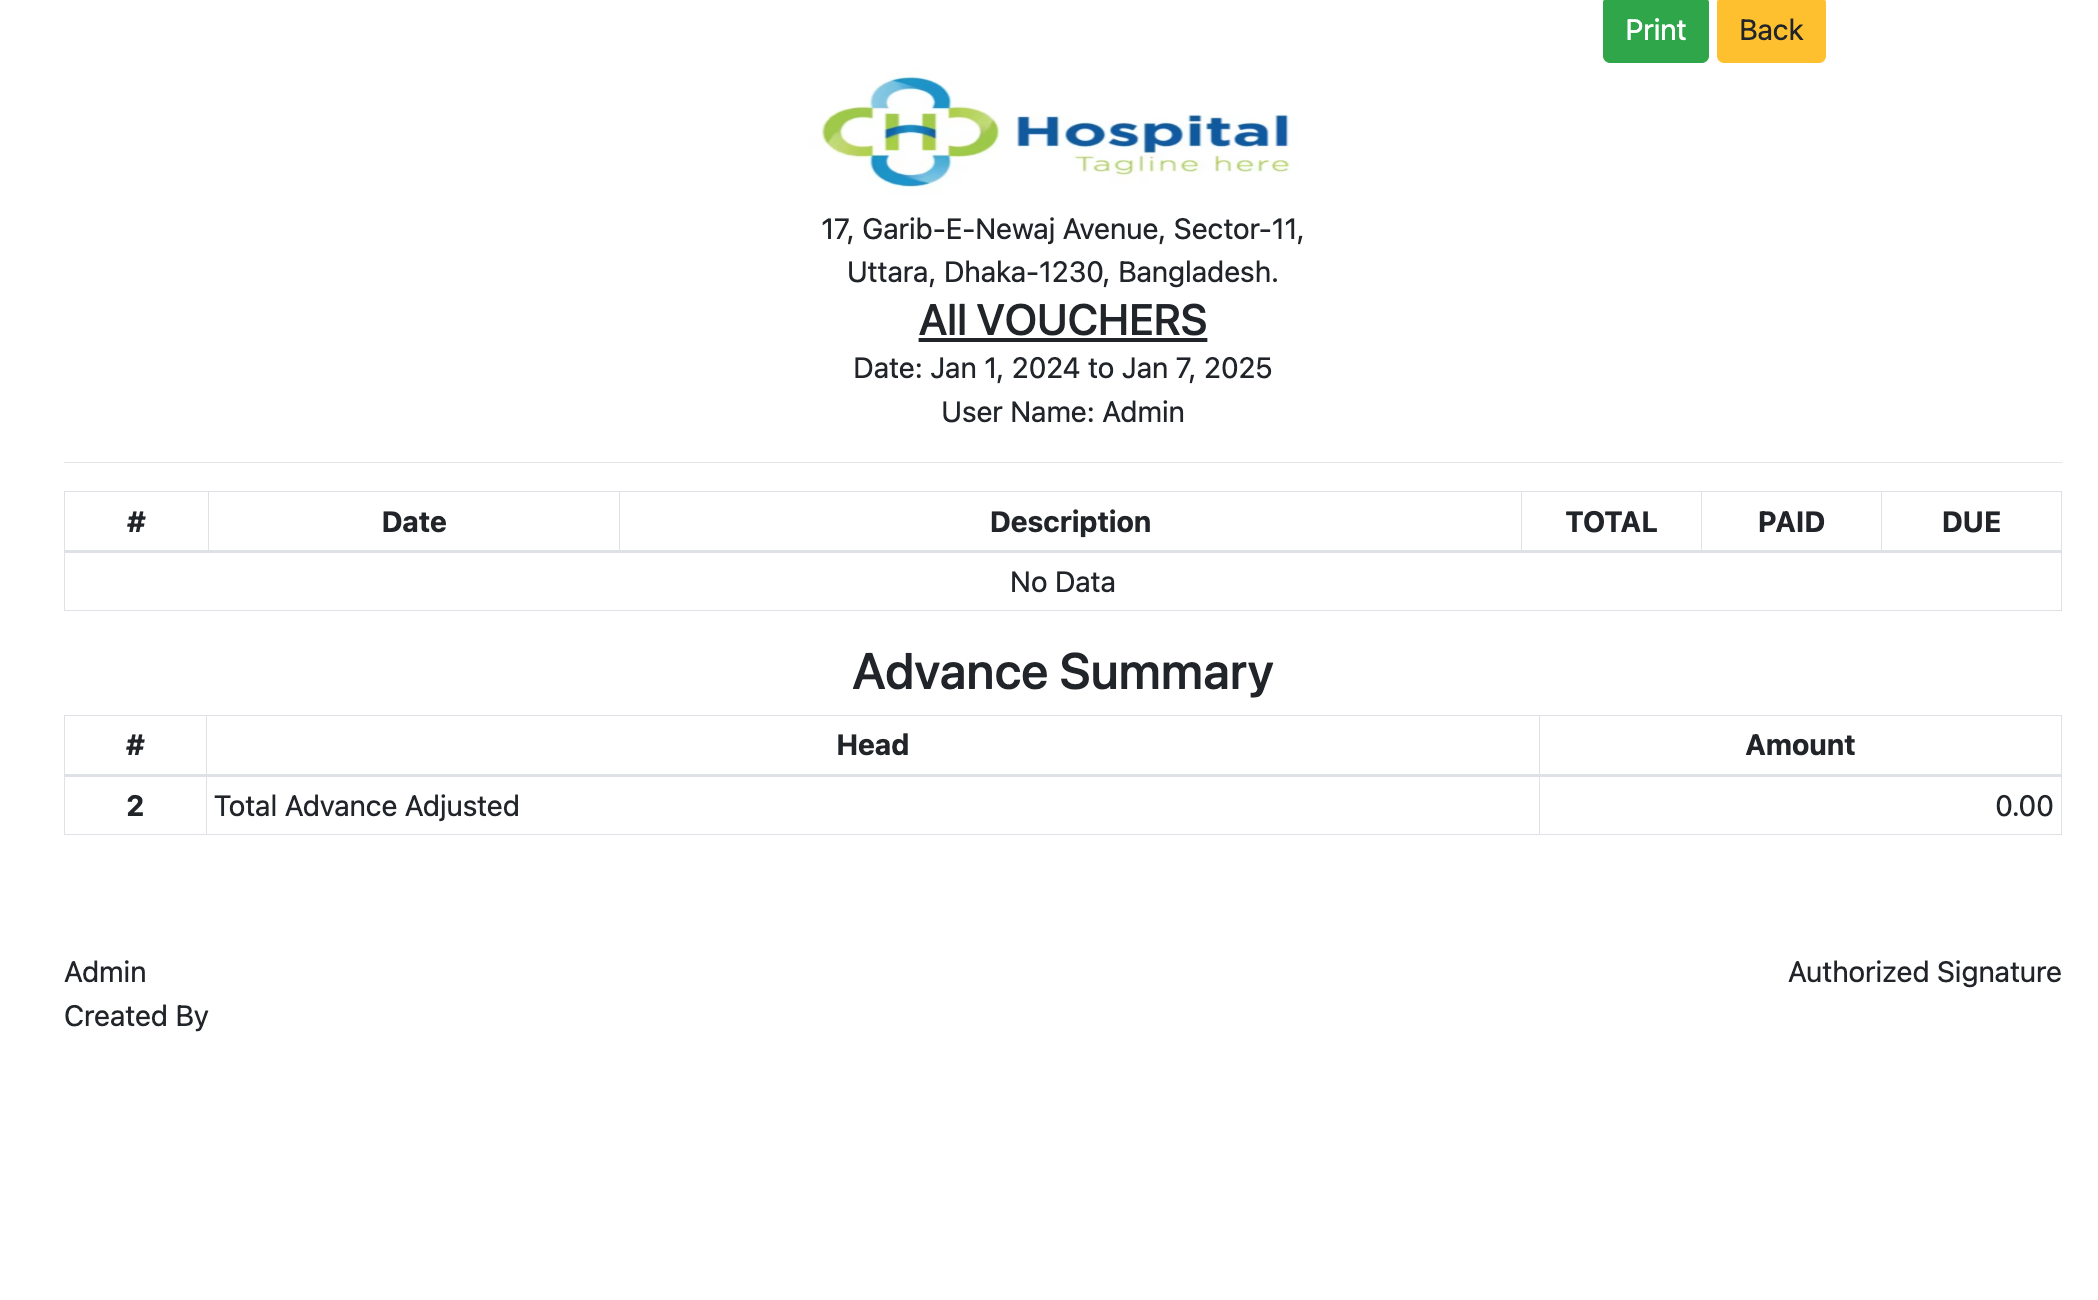 Print Back
H Hospital
Tagline here
17, Garib-E-Newaj Avenue, Sector-11,
Uttara, Dhaka-1230, Bangladesh.
All VOUCHERS
Date: Jan 1, 2024 to Jan 7, 2025
User Name: Admin
# Date Description TOTAL PAID DUE
No Data
Advance Summary
# Head Amount
2 Total Advance Adjusted 0.00
Admin Authorized Signature
Created By